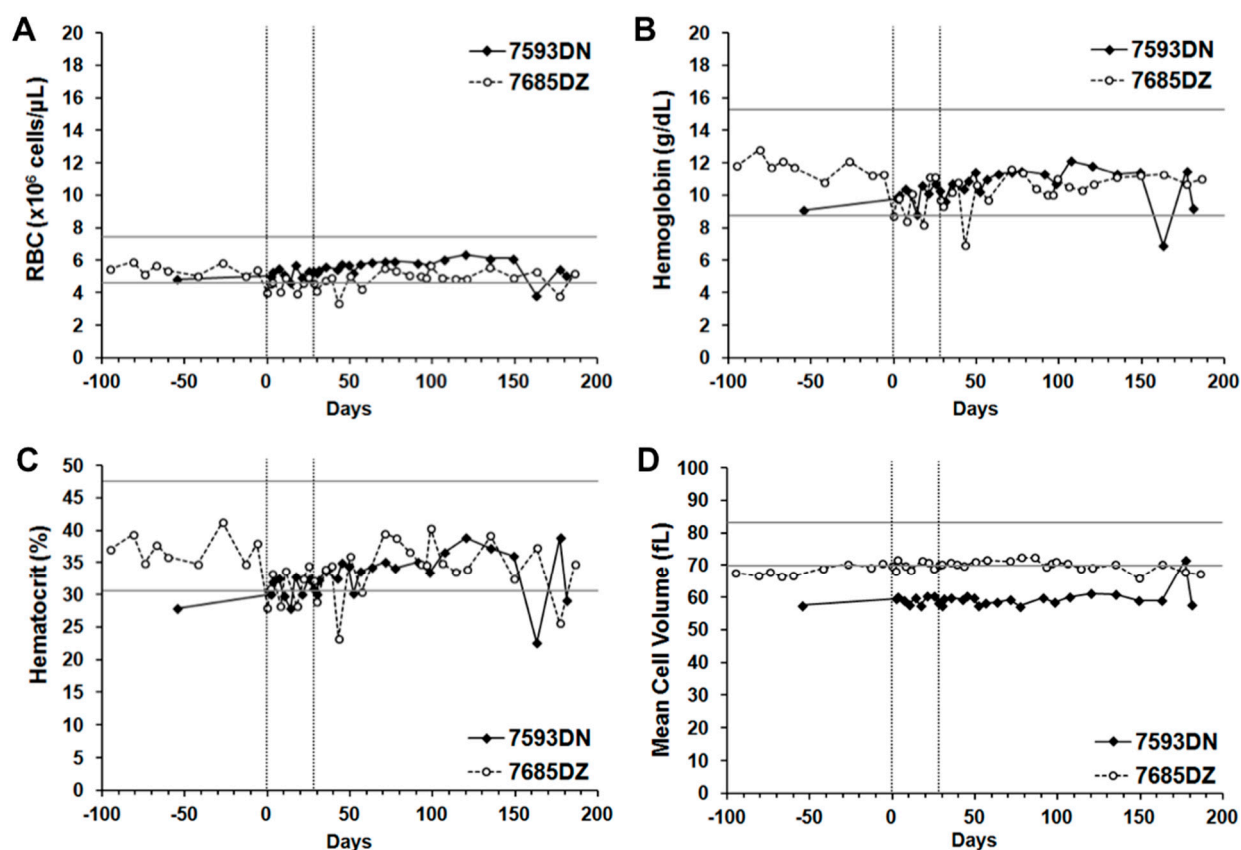 A
RBC (x10⁶ cells/µL)
20
18
16
14
12
10
8
6
4
2
0
7593DN
7685DZ
-100 -50 0 50 100 150 200
Days
B
Hemoglobin (g/dL)
20
18
16
14
12
10
8
6
4
2
0
7593DN
7685DZ
-100 -50 0 50 100 150 200
Days
C
Hematocrit (%)
50
45
40
35
30
25
20
15
10
5
0
7593DN
7685DZ
-100 -50 0 50 100 150 200
Days
D
Mean Cell Volume (fL)
100
90
80
70
60
50
40
30
20
10
0
7593DN
7685DZ
-100 -50 0 50 100 150 200
Days